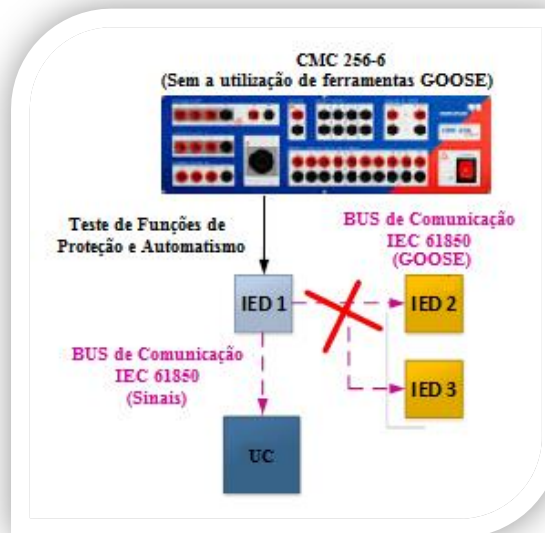 CMC 256-6
(Sem a utilização de ferramentas GOOSE)
Teste de Funções de
Proteção e Automatismo
BUS de Comunicação
IEC 61850
(GOOSE)
IED 1
IED 2
BUS de Comunicação
IEC 61850
(Sinais)
IED 3
UC